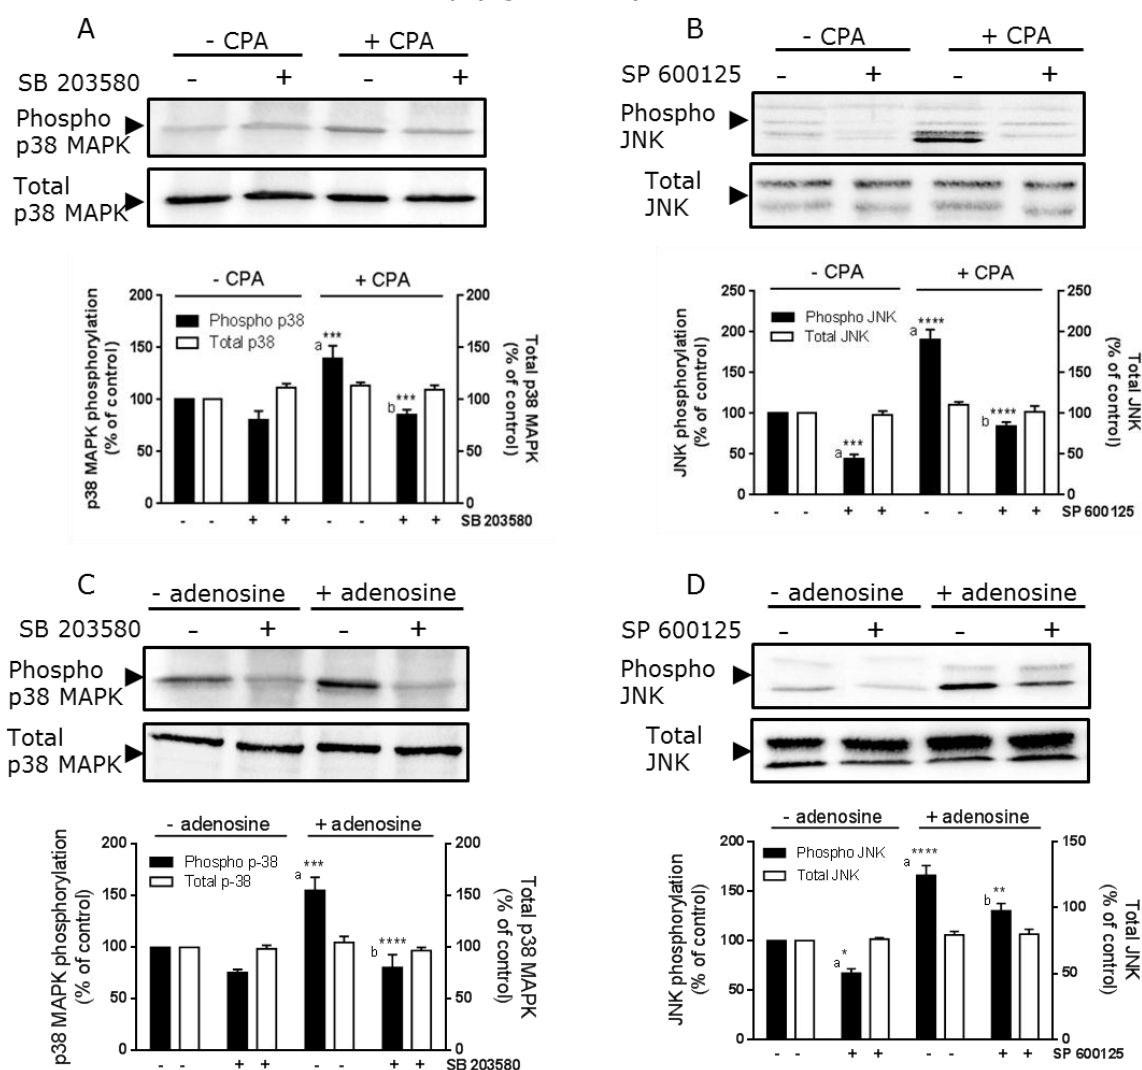 A
- CPA + CPA
SB 203580 - + - +
Phospho
p38 MAPK
Total
p38 MAPK
- CPA + CPA
p38 MAPK phosphorylation
(% of control)
200
150
100
50
0
Phospho p38
Total p38
a ***
b ***
200
150
100
50
0
Total p38 MAPK
(% of control)
- - + + - - + + SB 203580
B
- CPA + CPA
SP 600125 - + - +
Phospho
JNK
Total
JNK
- CPA + CPA
JNK phosphorylation
(% of control)
250
200
150
100
50
0
Phospho JNK
Total JNK
a ***
a ****
b ****
250
200
150
100
50
0
Total JNK
(% of control)
- - + + - - + + SP 600125
C
- adenosine + adenosine
SB 203580 - + - +
Phospho
p38 MAPK
Total
p38 MAPK
- adenosine + adenosine
p38 MAPK phosphorylation
(% of control)
200
150
100
50
0
Phospho p-38
Total p-38
a ***
b ****
200
150
100
50
0
Total p38 MAPK
(% of control)
- - + + - - + + SB 203580
D
- adenosine + adenosine
SP 600125 - + - +
Phospho
JNK
Total
JNK
- adenosine + adenosine
JNK phosphorylation
(% of control)
200
150
100
50
0
Phospho JNK
Total JNK
a *
a ****
b **
150
100
50
0
Total JNK
(% of control)
- - + + - - + + SP 600125